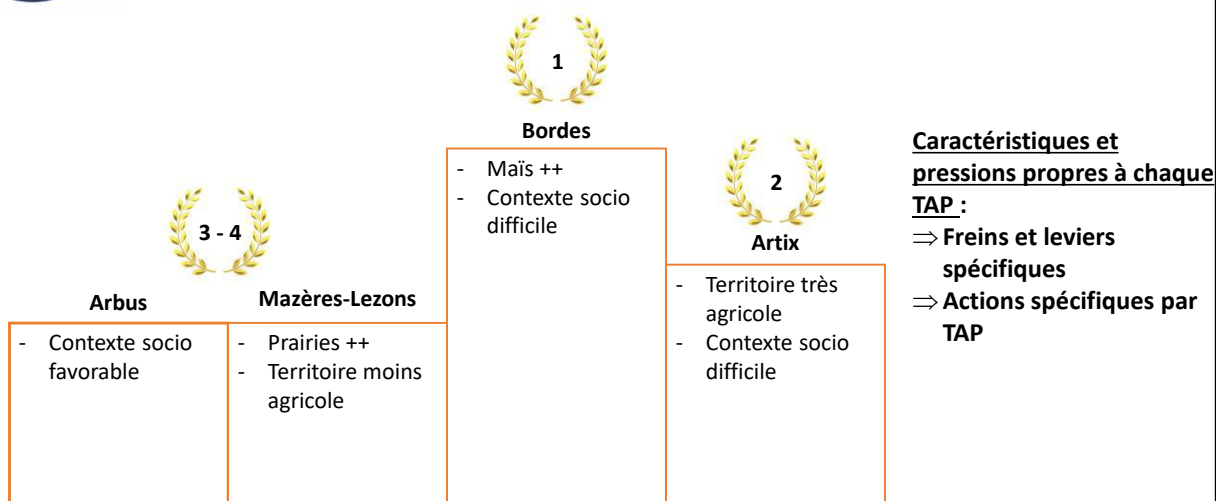 1
Bordes
- Maïs ++
- Contexte socio
difficile
2
Artix
- Territoire très
agricole
- Contexte socio
difficile
3 - 4
Arbus
- Contexte socio
favorable
Mazères-Lezons
- Prairies ++
- Territoire moins
agricole
Caractéristiques et
pressions propres à chaque
TAP :
⇒ Freins et leviers
spécifiques
⇒ Actions spécifiques par
TAP